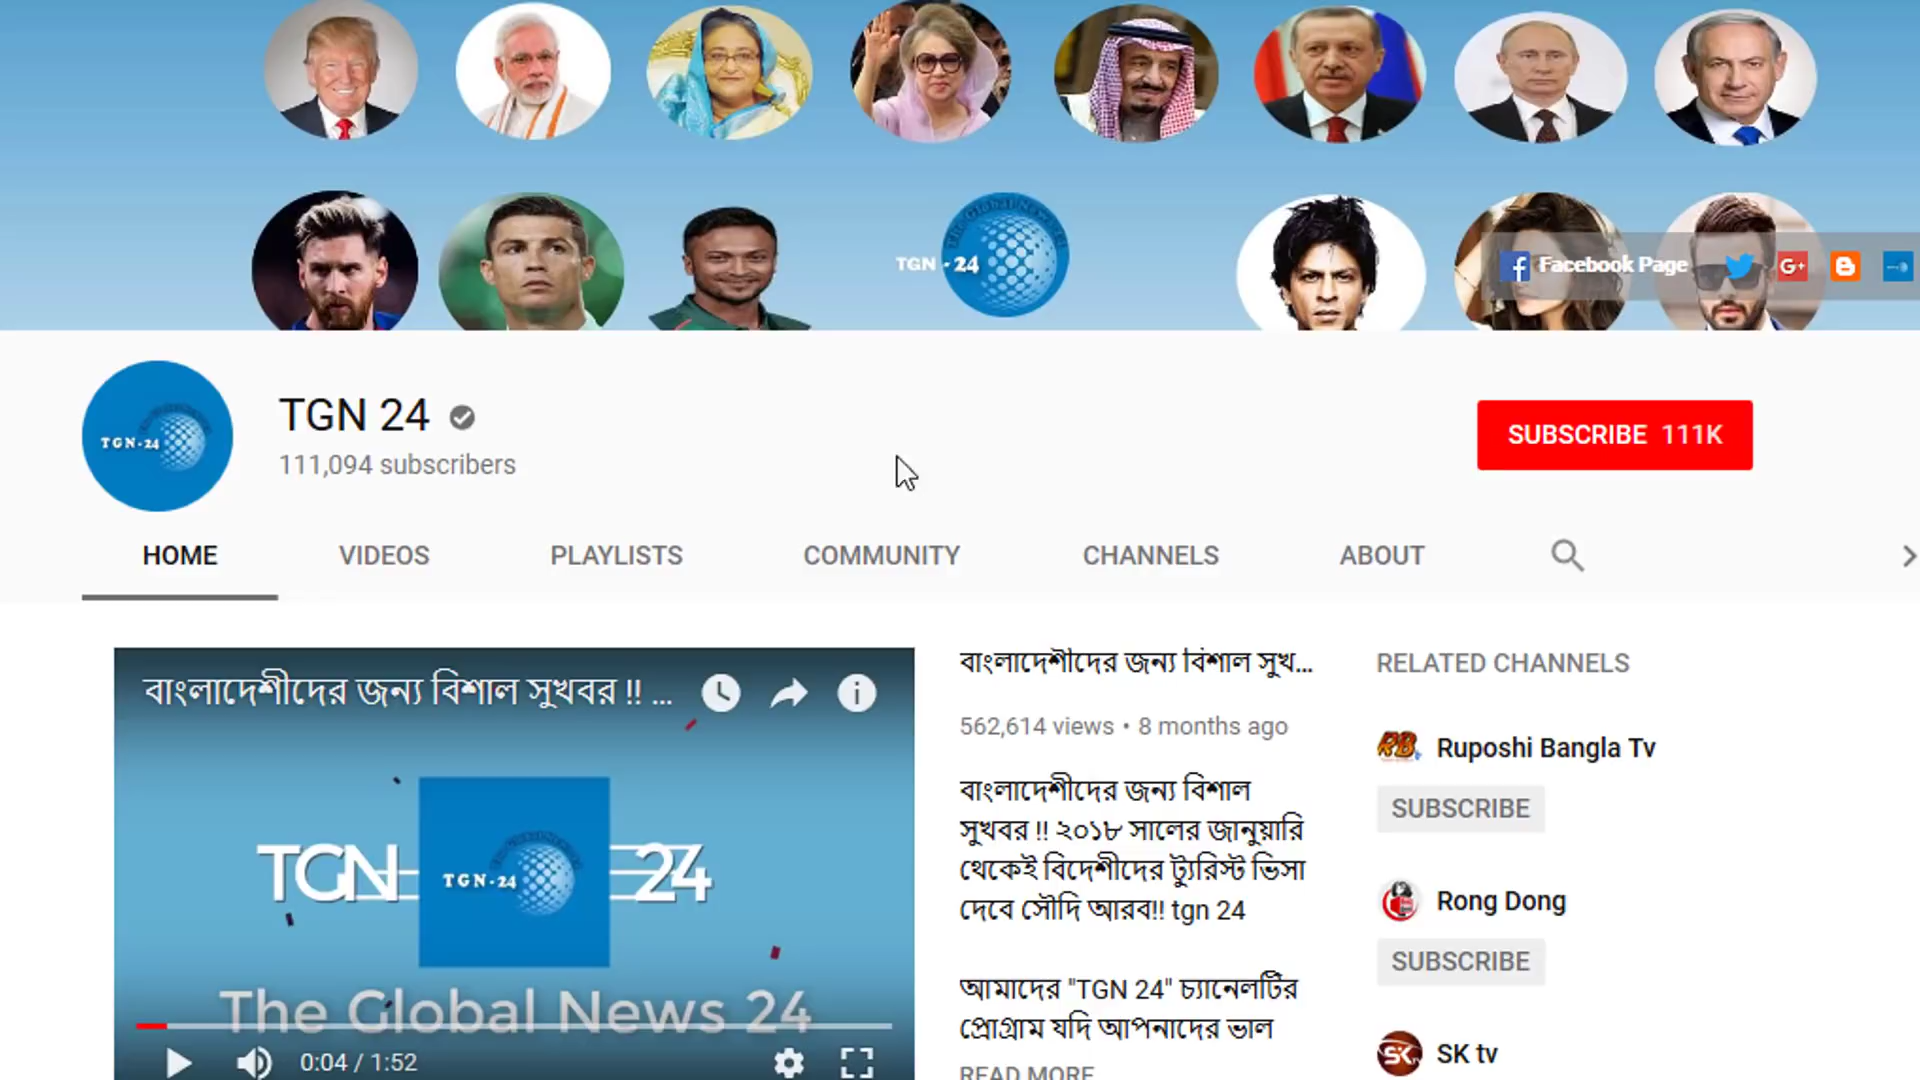 TGN - 24
Facebook Page
TGN-24
TGN 24
111,094 subscribers
SUBSCRIBE 111K
HOME
VIDEOS
PLAYLISTS
COMMUNITY
CHANNELS
ABOUT
বাংলাদেশীদের জন্য বিশাল সুখবর !! ...
TGN
TGN-24
24
The Global News 24
0:04 / 1:52
বাংলাদেশীদের জন্য বিশাল সুখ...
562,614 views • 8 months ago
বাংলাদেশীদের জন্য বিশাল
সুখবর !! ২০১৮ সালের জানুয়ারি
থেকেই বিদেশীদের ট্যুরিস্ট ভিসা
দেবে সৌদি আরব!! tgn 24
আমাদের "TGN 24" চ্যানেলটির
প্রোগ্রাম যদি আপনাদের ভাল
READ MORE
RELATED CHANNELS
Ruposhi Bangla Tv
SUBSCRIBE
Rong Dong
SUBSCRIBE
SK tv